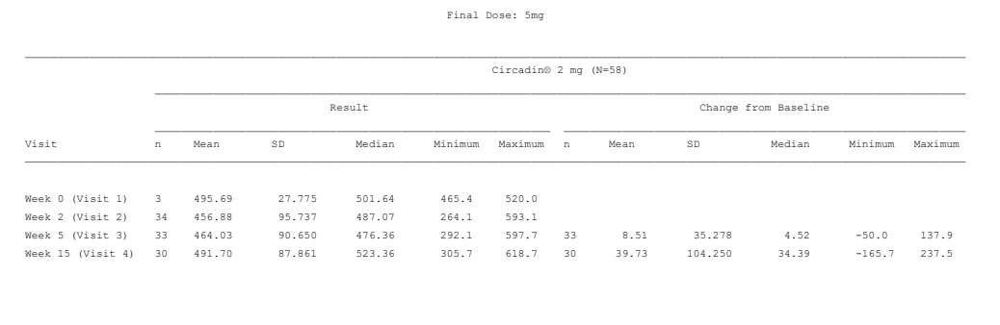 Final Dose: 5mg
Circadin® 2 mg (N=58)
Result Change from Baseline
Visit n Mean SD Median Minimum Maximum n Mean SD Median Minimum Maximum
Week 0 (Visit 1) 3 495.69 27.775 501.64 465.4 520.0
Week 2 (Visit 2) 34 456.88 95.737 487.07 264.1 593.1
Week 5 (Visit 3) 33 464.03 90.650 476.36 292.1 597.7 33 8.51 35.278 4.52 -50.0 137.9
Week 15 (Visit 4) 30 491.70 87.861 523.36 305.7 618.7 30 39.73 104.250 34.39 -165.7 237.5